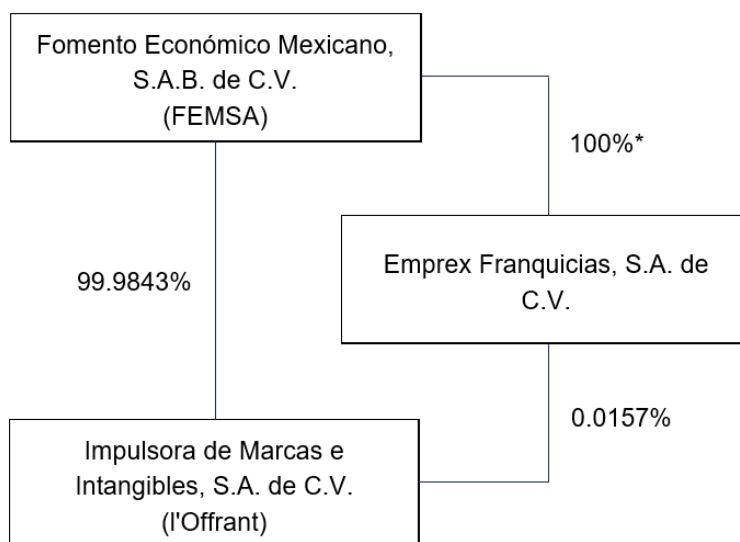 Fomento Económico Mexicano,
S.A.B. de C.V.
(FEMSA)
100%*
Emprex Franquicias, S.A. de
C.V.
99.9843%
0.0157%
Impulsora de Marcas e
Intangibles, S.A. de C.V.
(l'Offrant)